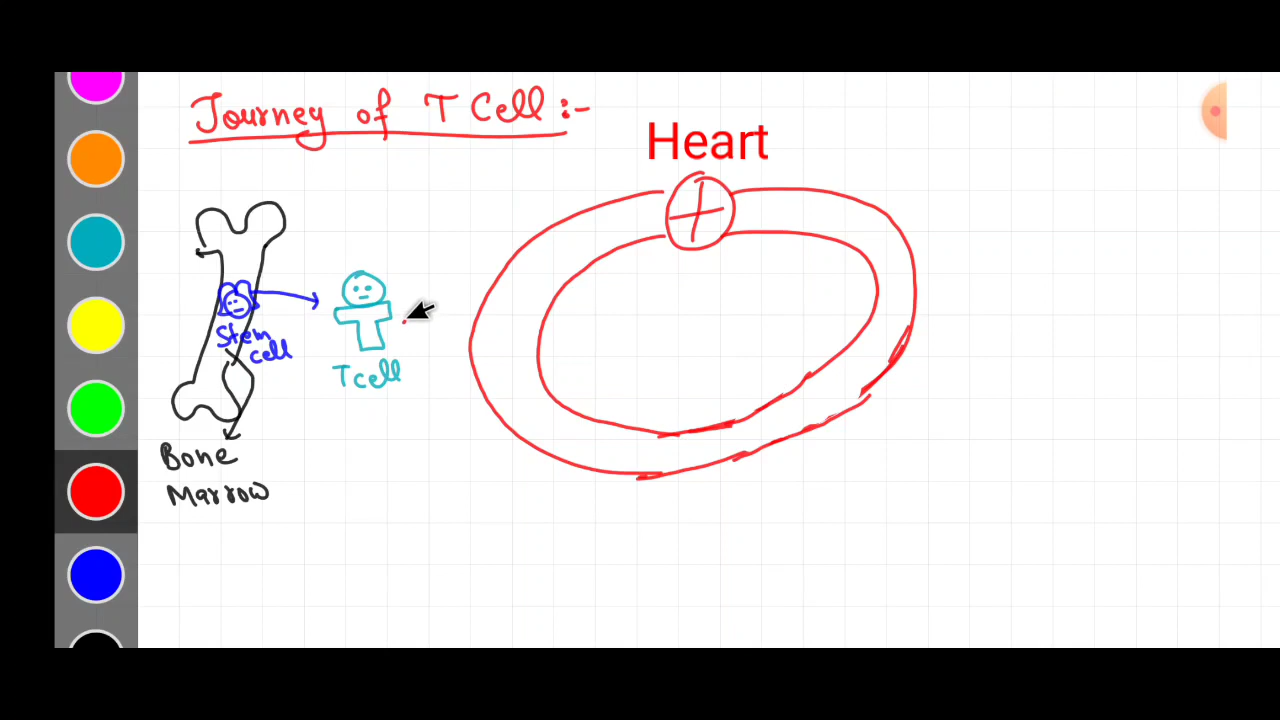 Journey of T Cell :-
Heart
Stem
cell
T cell
Bone
Marrow